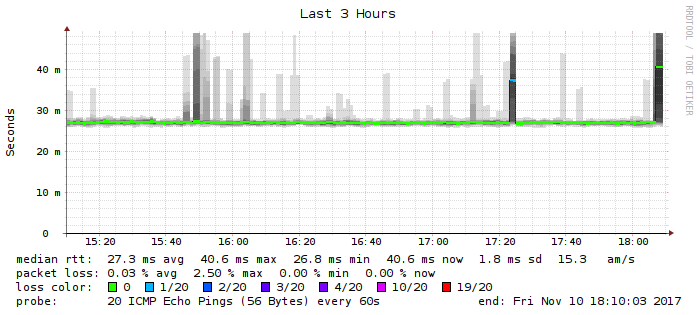 Last 3 Hours
RRDTOOL / TOBI OETIKER
Seconds
40 m
30 m
20 m
10 m
0
15:20 15:40 16:00 16:20 16:40 17:00 17:20 17:40 18:00
median rtt: 27.3 ms avg 40.6 ms max 26.8 ms min 40.6 ms now 1.8 ms sd 15.3 am/s
packet loss: 0.03 % avg 2.50 % max 0.00 % min 0.00 % now
loss color: 0 1/20 2/20 3/20 4/20 10/20 19/20
probe: 20 ICMP Echo Pings (56 Bytes) every 60s end: Fri Nov 10 18:10:03 2017